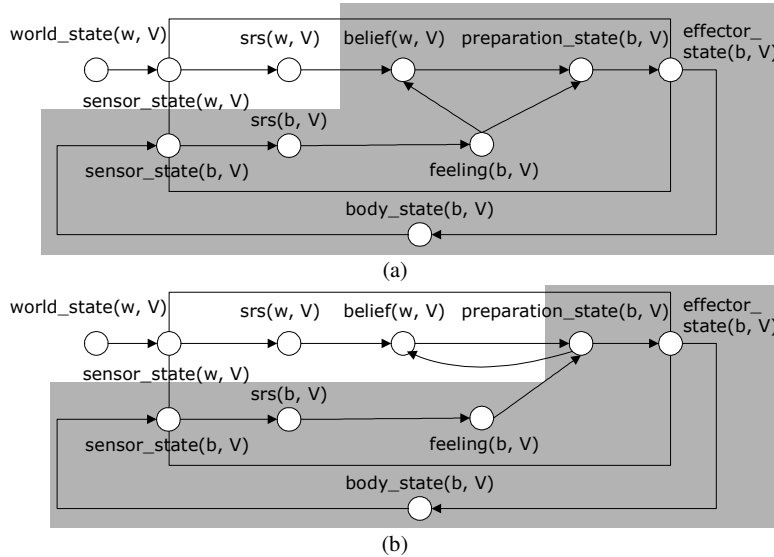 world_state(w, V) srs(w, V) belief(w, V) preparation_state(b, V) effector_
state(b, V)
sensor_state(w, V)
srs(b, V)
sensor_state(b, V) feeling(b, V)
body_state(b, V)
(a)
world_state(w, V) srs(w, V) belief(w, V) preparation_state(b, V) effector_
state(b, V)
sensor_state(w, V)
srs(b, V)
sensor_state(b, V) feeling(b, V)
body_state(b, V)
(b)